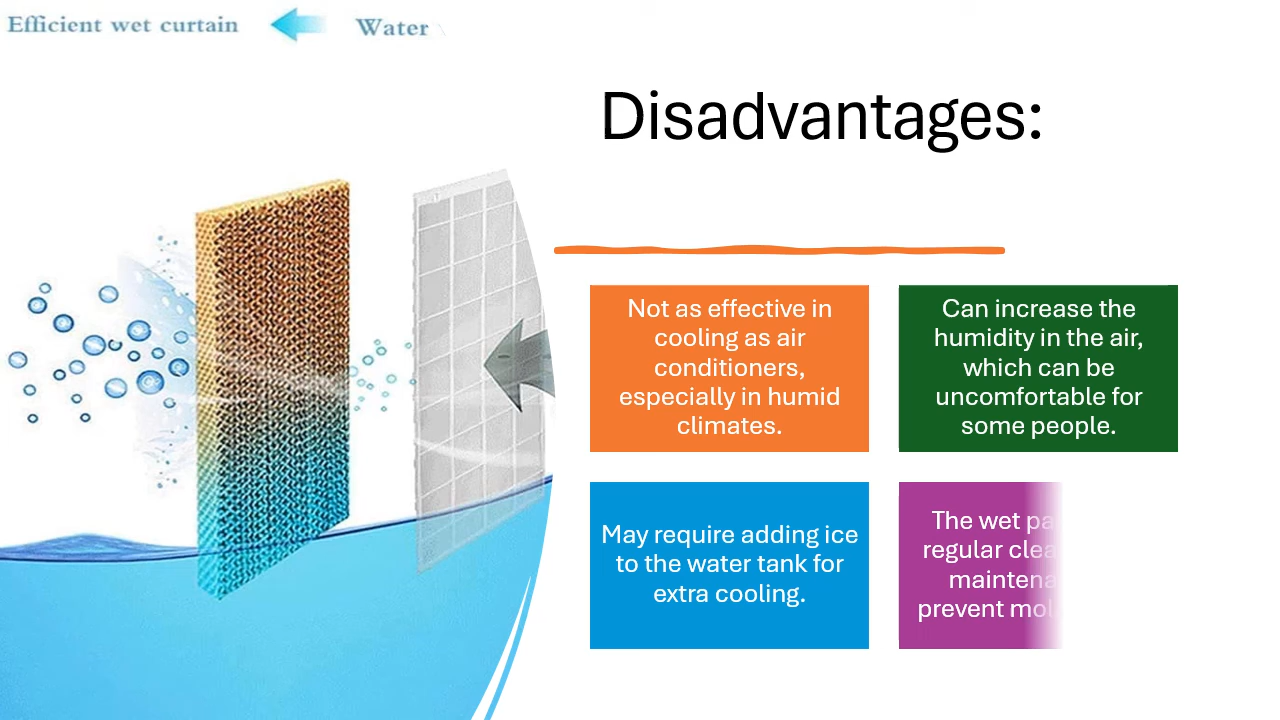 Efficient wet curtain
Water
Disadvantages:
Not as effective in
cooling as air
conditioners,
especially in humid
climates.
Can increase the
humidity in the air,
which can be
uncomfortable for
some people.
May require adding ice
to the water tank for
extra cooling.
The wet
regular
prevent